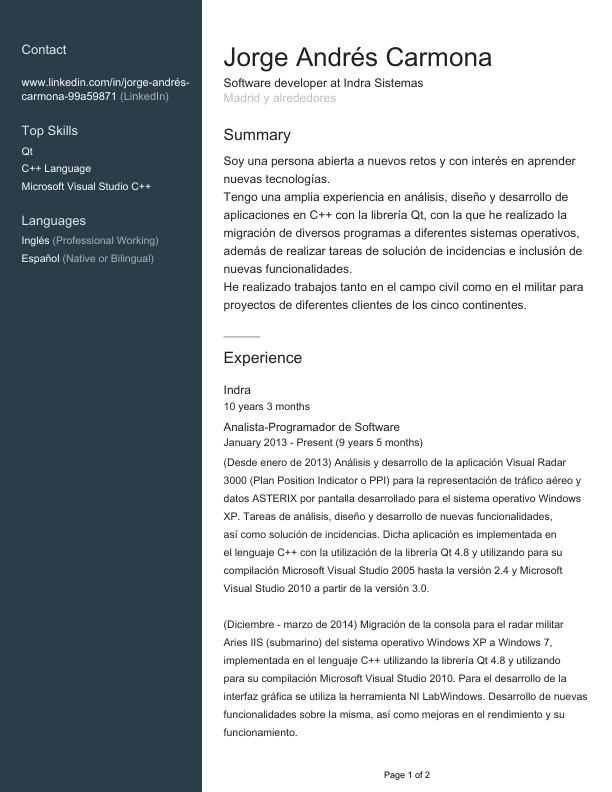 Contact
www.linkedin.com/in/jorge-andrés-
carmona-99a59871 (LinkedIn)
Top Skills
Qt
C++ Language
Microsoft Visual Studio C++
Languages
Inglés (Professional Working)
Español (Native or Bilingual)
Jorge Andrés Carmona
Software developer at Indra Sistemas
Madrid y alrededores
Summary
Soy una persona abierta a nuevos retos y con interés en aprender
nuevas tecnologías.
Tengo una amplia experiencia en análisis, diseño y desarrollo de
aplicaciones en C++ con la librería Qt, con la que he realizado la
migración de diversos programas a diferentes sistemas operativos,
además de realizar tareas de solución de incidencias e inclusión de
nuevas funcionalidades.
He realizado trabajos tanto en el campo civil como en el militar para
proyectos de diferentes clientes de los cinco continentes.
Experience
Indra
10 years 3 months
Analista-Programador de Software
January 2013 - Present (9 years 5 months)
(Desde enero de 2013) Análisis y desarrollo de la aplicación Visual Radar
3000 (Plan Position Indicator o PPI) para la representación de tráfico aéreo y
datos ASTERIX por pantalla desarrollado para el sistema operativo Windows
XP. Tareas de análisis, diseño y desarrollo de nuevas funcionalidades,
así como solución de incidencias. Dicha aplicación es implementada en
el lenguaje C++ con la utilización de la librería Qt 4.8 y utilizando para su
compilación Microsoft Visual Studio 2005 hasta la versión 2.4 y Microsoft
Visual Studio 2010 a partir de la versión 3.0.
(Diciembre - marzo de 2014) Migración de la consola para el radar militar
Aries IIS (submarino) del sistema operativo Windows XP a Windows 7,
implementada en el lenguaje C++ utilizando la librería Qt 4.8 y utilizando
para su compilación Microsoft Visual Studio 2010. Para el desarrollo de la
interfaz gráfica se utiliza la herramienta NI LabWindows. Desarrollo de nuevas
funcionalidades sobre la misma, así como mejoras en el rendimiento y su
funcionamiento.
Page 1 of 2